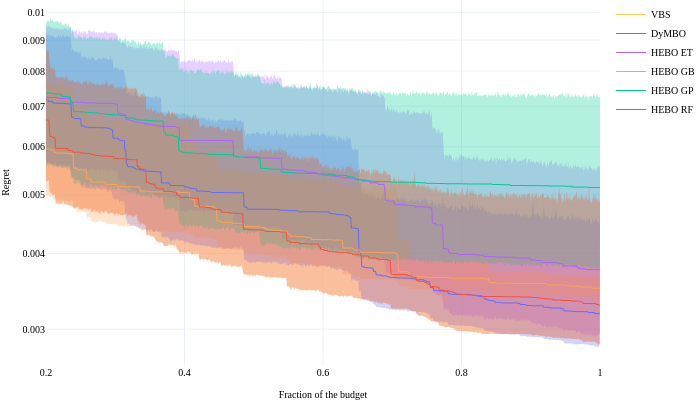 0.01
0.009
0.008
0.007
0.006
0.005
0.004
0.003
Regret
0.2
0.4
0.6
0.8
1
Fraction of the budget
VBS
DyMBO
HEBO ET
HEBO GB
HEBO GP
HEBO RF